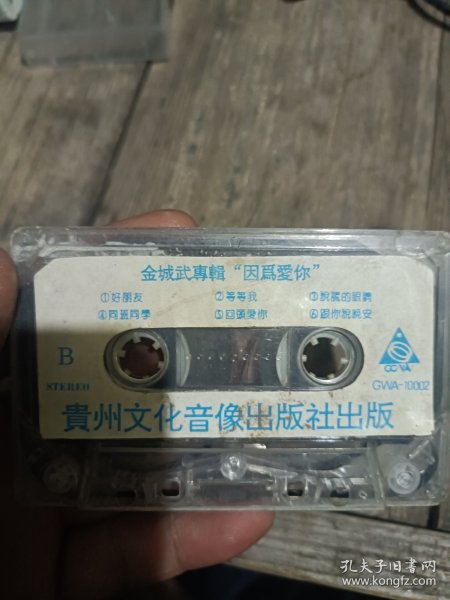 金城武專輯“因爲愛你”
①好朋友 ②等等我 ③說謊的眼睛
④同班同學 ⑤回頭愛你 ⑥跟你說晚安
B
STEREO
GWA-10002
貴州文化音像出版社出版
孔夫子旧书网
www.kongfz.com